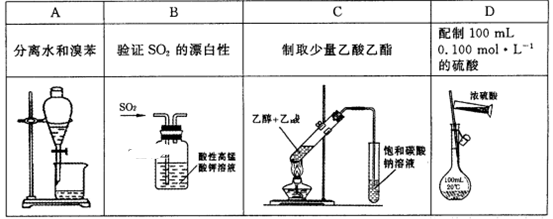 A
B
C
D
分离水和溴苯
验证SO₂的漂白性
制取少量乙酸乙酯
配制100 mL
0.100 mol·L⁻¹
的硫酸
SO₂
酸性高锰
酸钾溶液
乙醇+乙酸
饱和碳酸
钠溶液
浓硫酸
100mL
20℃